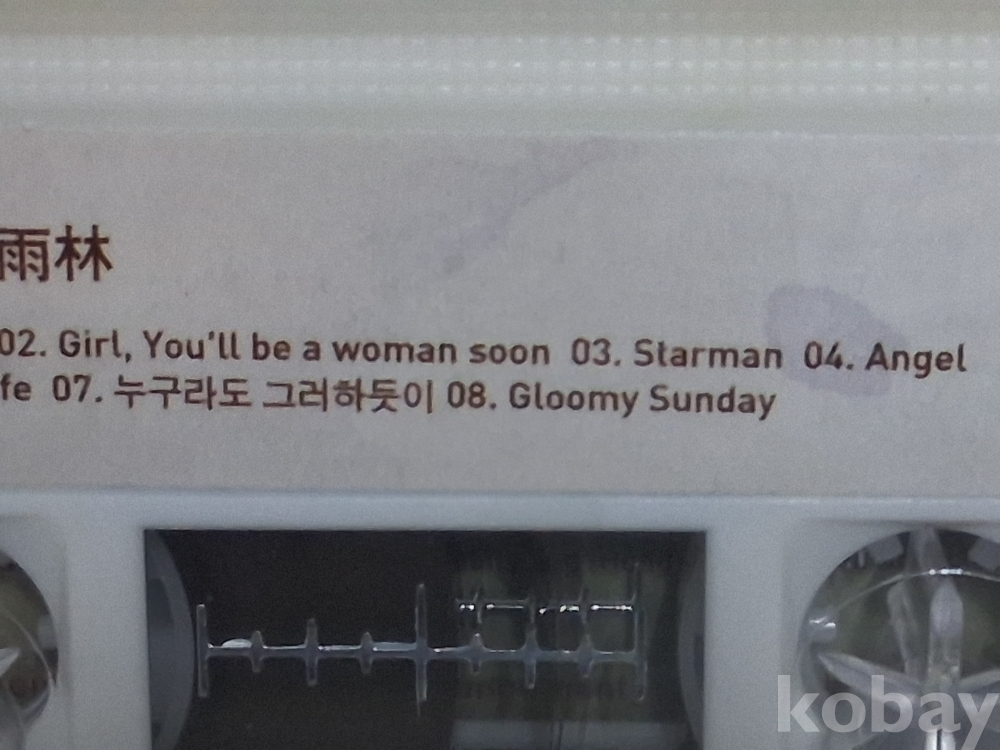 雨林
02. Girl, You'll be a woman soon 03. Starman 04. Angel
fe 07. 누구라도 그러하듯이 08. Gloomy Sunday
kobay